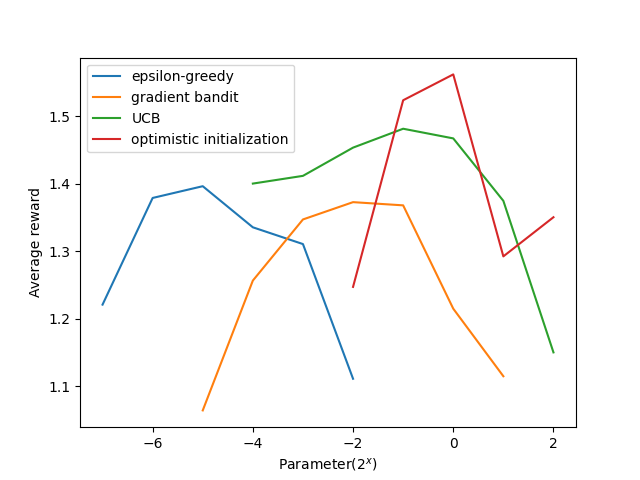 epsilon-greedy
gradient bandit
UCB
optimistic initialization
Average reward
1.5
1.4
1.3
1.2
1.1
−6 −4 −2 0 2
Parameter(2^x)